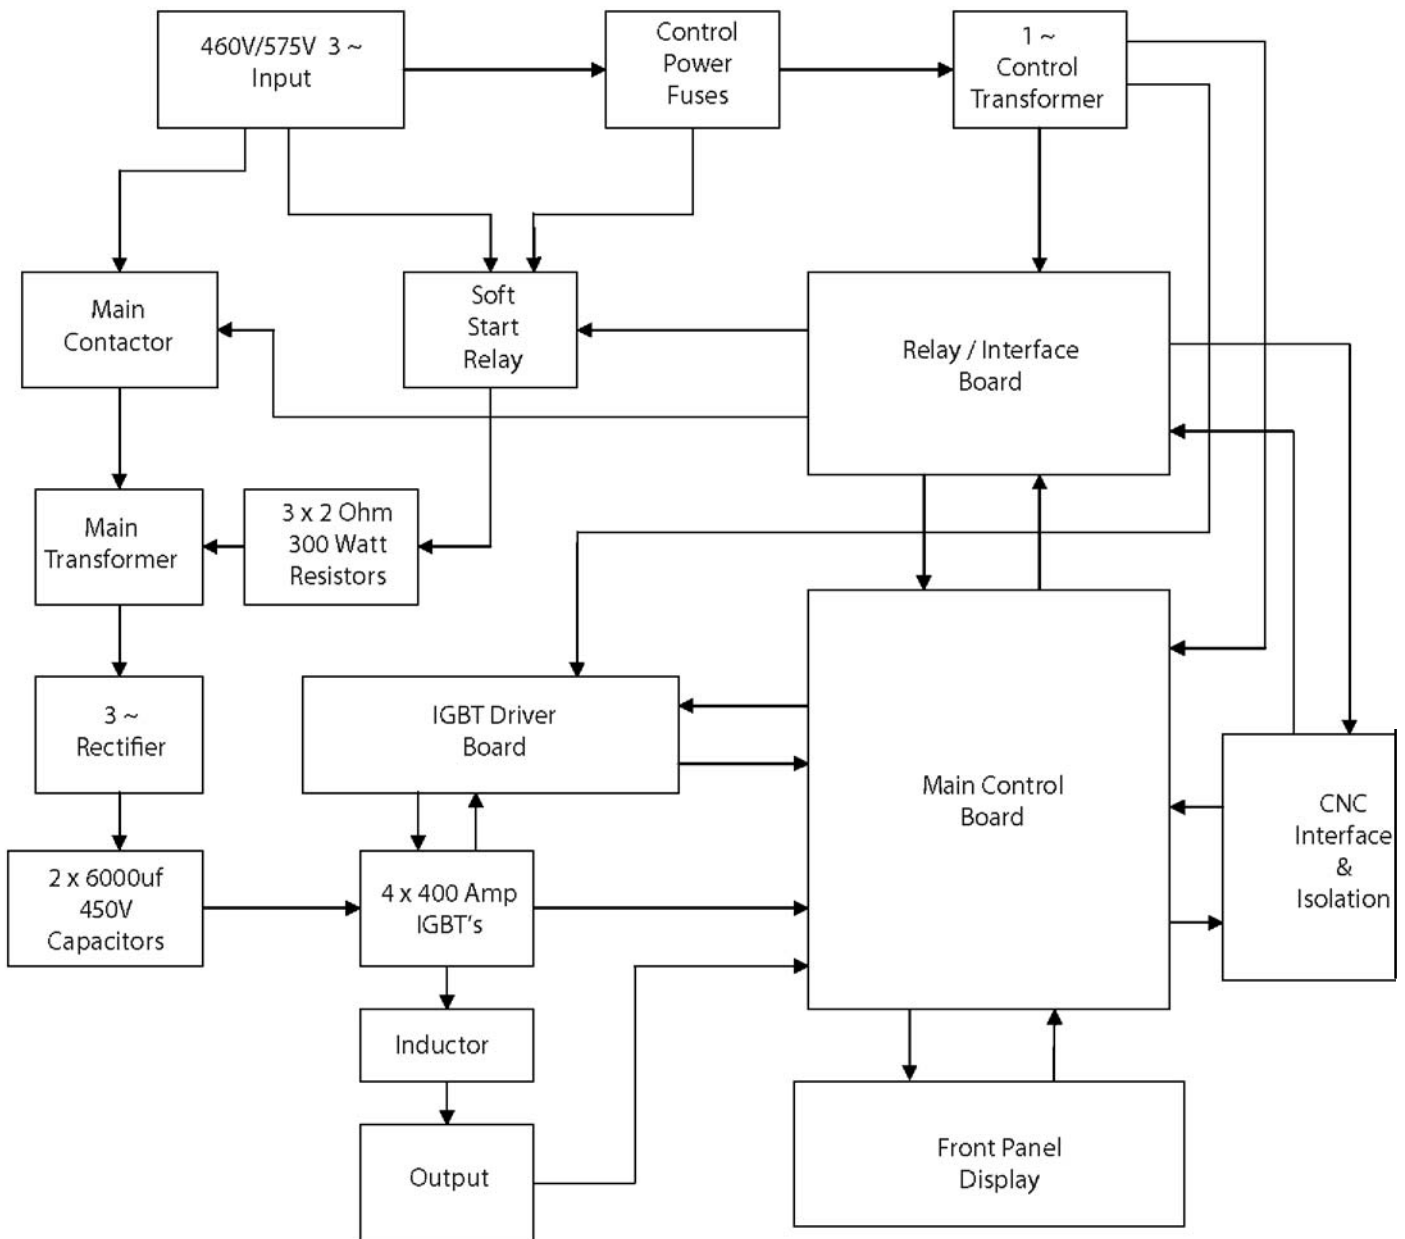 460V/575V 3 ~
Input
Control
Power
Fuses
1 ~
Control
Transformer
Main
Contactor
Soft
Start
Relay
Relay / Interface
Board
Main
Transformer
3 x 2 Ohm
300 Watt
Resistors
3 ~
Rectifier
IGBT Driver
Board
Main Control
Board
CNC
Interface
&
Isolation
2 x 6000uf
450V
Capacitors
4 x 400 Amp
IGBT's
Inductor
Output
Front Panel
Display